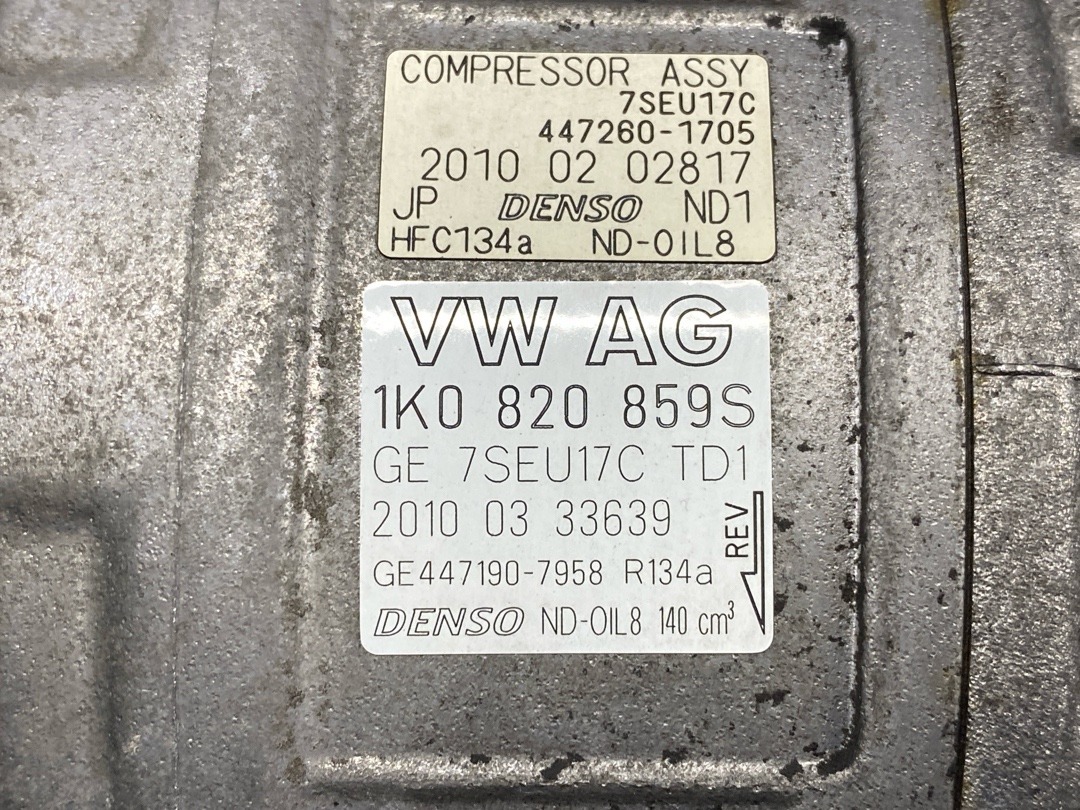 COMPRESSOR ASSY
7SEU17C
447260-1705
2010 02 02817
JP DENSO ND1
HFC134a ND-OIL8
VW AG
1K0 820 859S
GE 7SEU17C TD1
2010 03 33639
REV
GE447190-7958 R134a
DENSO ND-OIL8 140 cm³